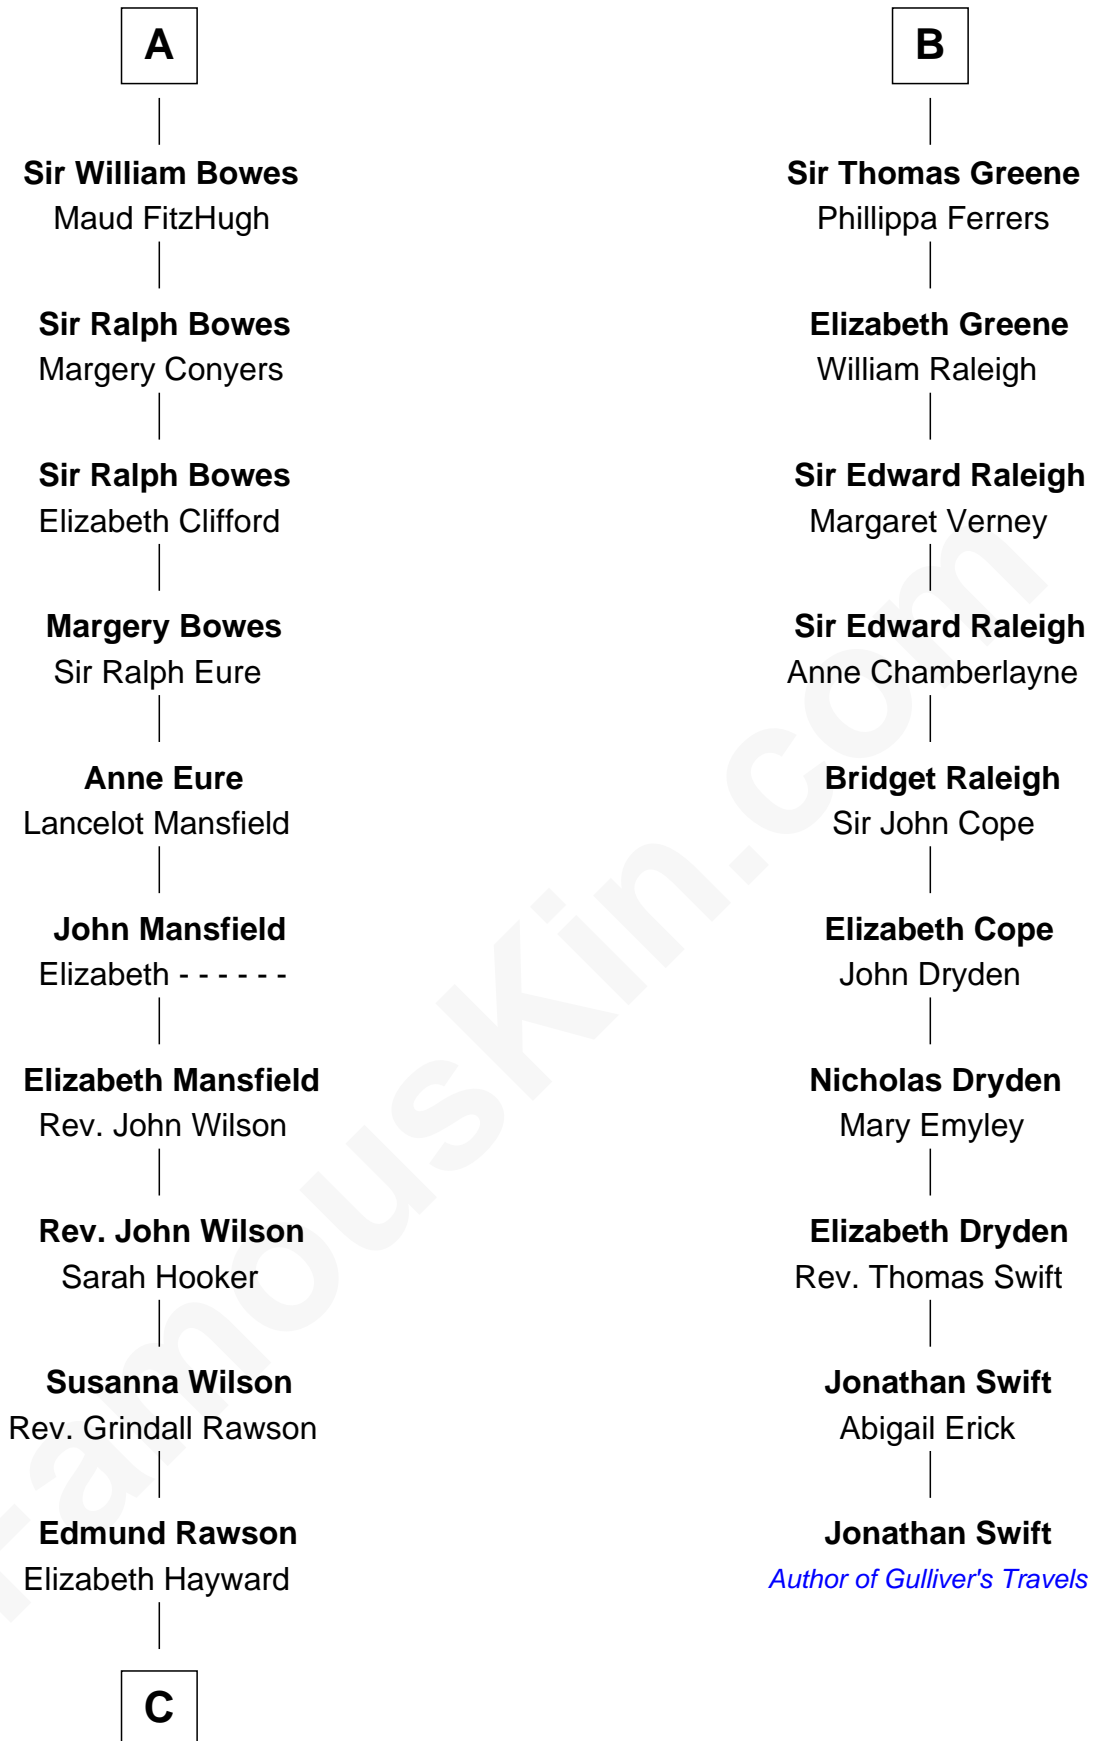 A
Sir William Bowes
Maud FitzHugh
Sir Ralph Bowes
Margery Conyers
Sir Ralph Bowes
Elizabeth Clifford
Margery Bowes
Sir Ralph Eure
Anne Eure
Lancelot Mansfield
John Mansfield
Elizabeth - - - - - -
Elizabeth Mansfield
Rev. John Wilson
Rev. John Wilson
Sarah Hooker
Susanna Wilson
Rev. Grindall Rawson
Edmund Rawson
Elizabeth Hayward
C
B
Sir Thomas Greene
Phillippa Ferrers
Elizabeth Greene
William Raleigh
Sir Edward Raleigh
Margaret Verney
Sir Edward Raleigh
Anne Chamberlayne
Bridget Raleigh
Sir John Cope
Elizabeth Cope
John Dryden
Nicholas Dryden
Mary Emyley
Elizabeth Dryden
Rev. Thomas Swift
Jonathan Swift
Abigail Erick
Jonathan Swift
Author of Gulliver's Travels
FamousKin.com